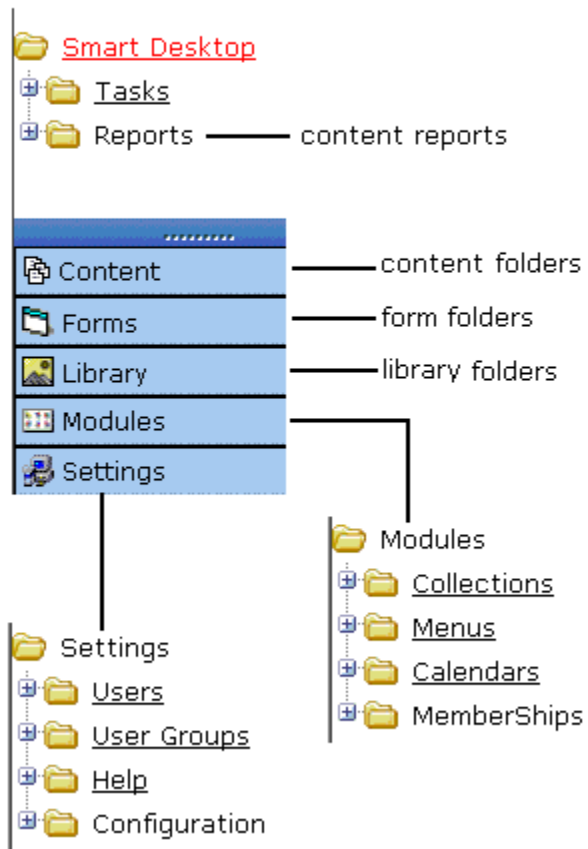 Smart Desktop
Tasks
Reports content reports
Content content folders
Forms form folders
Library library folders
Modules
Settings
Modules
Collections
Menus
Calendars
MemberShips
Settings
Users
User Groups
Help
Configuration